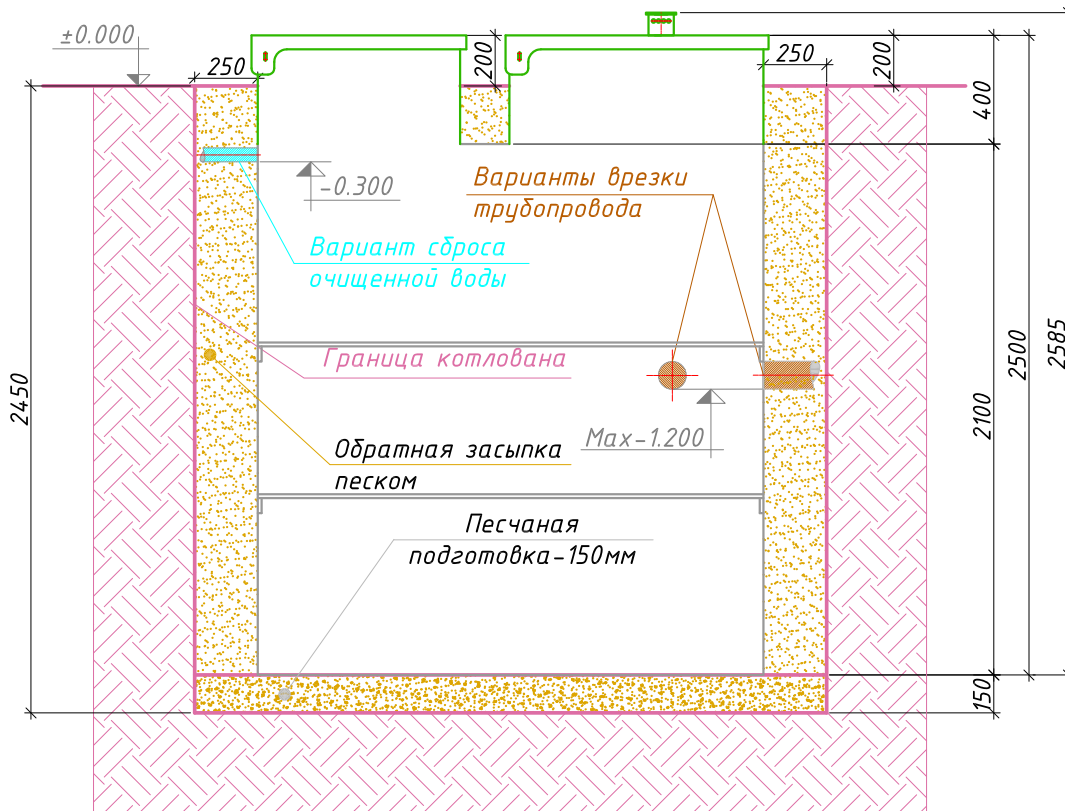 ±0.000
250
200
250
200
400
-0.300
Варианты врезки
трубопровода
Вариант сброса
очищенной воды
Граница котлована
2450
2500
2585
2100
Max-1.200
Обратная засыпка
песком
Песчаная
подготовка-150мм
150